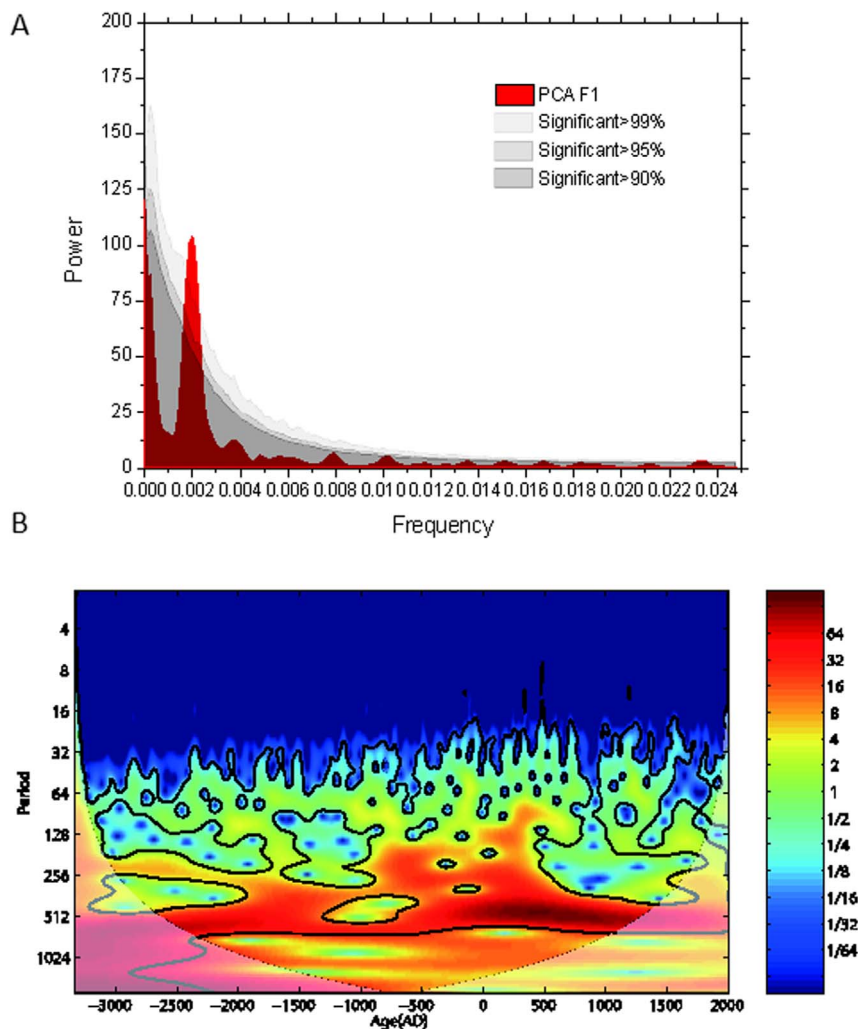 A
200
175
150
125
100
75
50
25
0
Power
PCA F1
Significant>99%
Significant>95%
Significant>90%
0.000 0.002 0.004 0.006 0.008 0.010 0.012 0.014 0.016 0.018 0.020 0.022 0.024
Frequency
B
4
8
16
32
64
128
256
512
1024
Period
−3000 −2500 −2000 −1500 −1000 −500 0 500 1000 1500 2000
Age(AD)
64
32
16
8
4
2
1
1/2
1/4
1/8
1/16
1/32
1/64